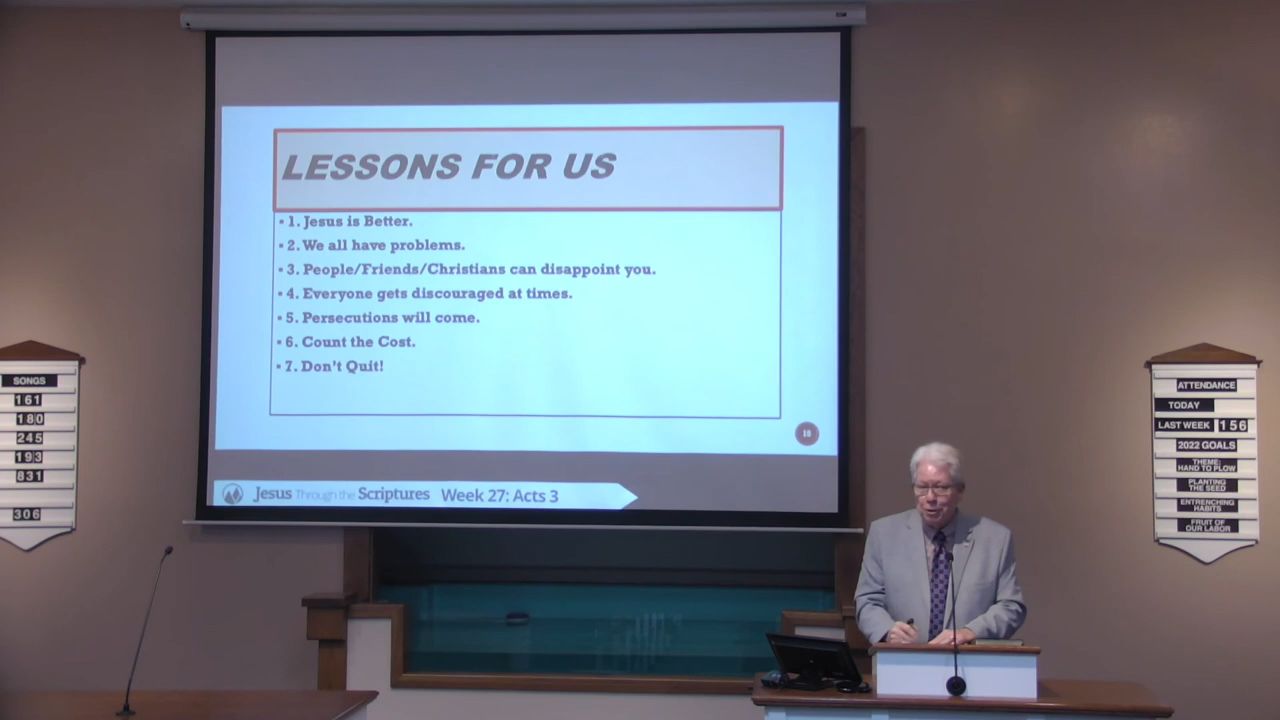 LESSONS FOR US
▪ 1. Jesus is Better.
▪ 2. We all have problems.
▪ 3. People/Friends/Christians can disappoint you.
▪ 4. Everyone gets discouraged at times.
▪ 5. Persecutions will come.
▪ 6. Count the Cost.
▪ 7. Don't Quit!
18
Jesus Through the Scriptures Week 27: Acts 3
SONGS
161
180
245
193
831
306
ATTENDANCE
TODAY
LAST WEEK 156
2022 GOALS
THEME:
HAND TO PLOW
PLANTING
THE SEED
ENTRENCHING
HABITS
FRUIT OF
OUR LABOR